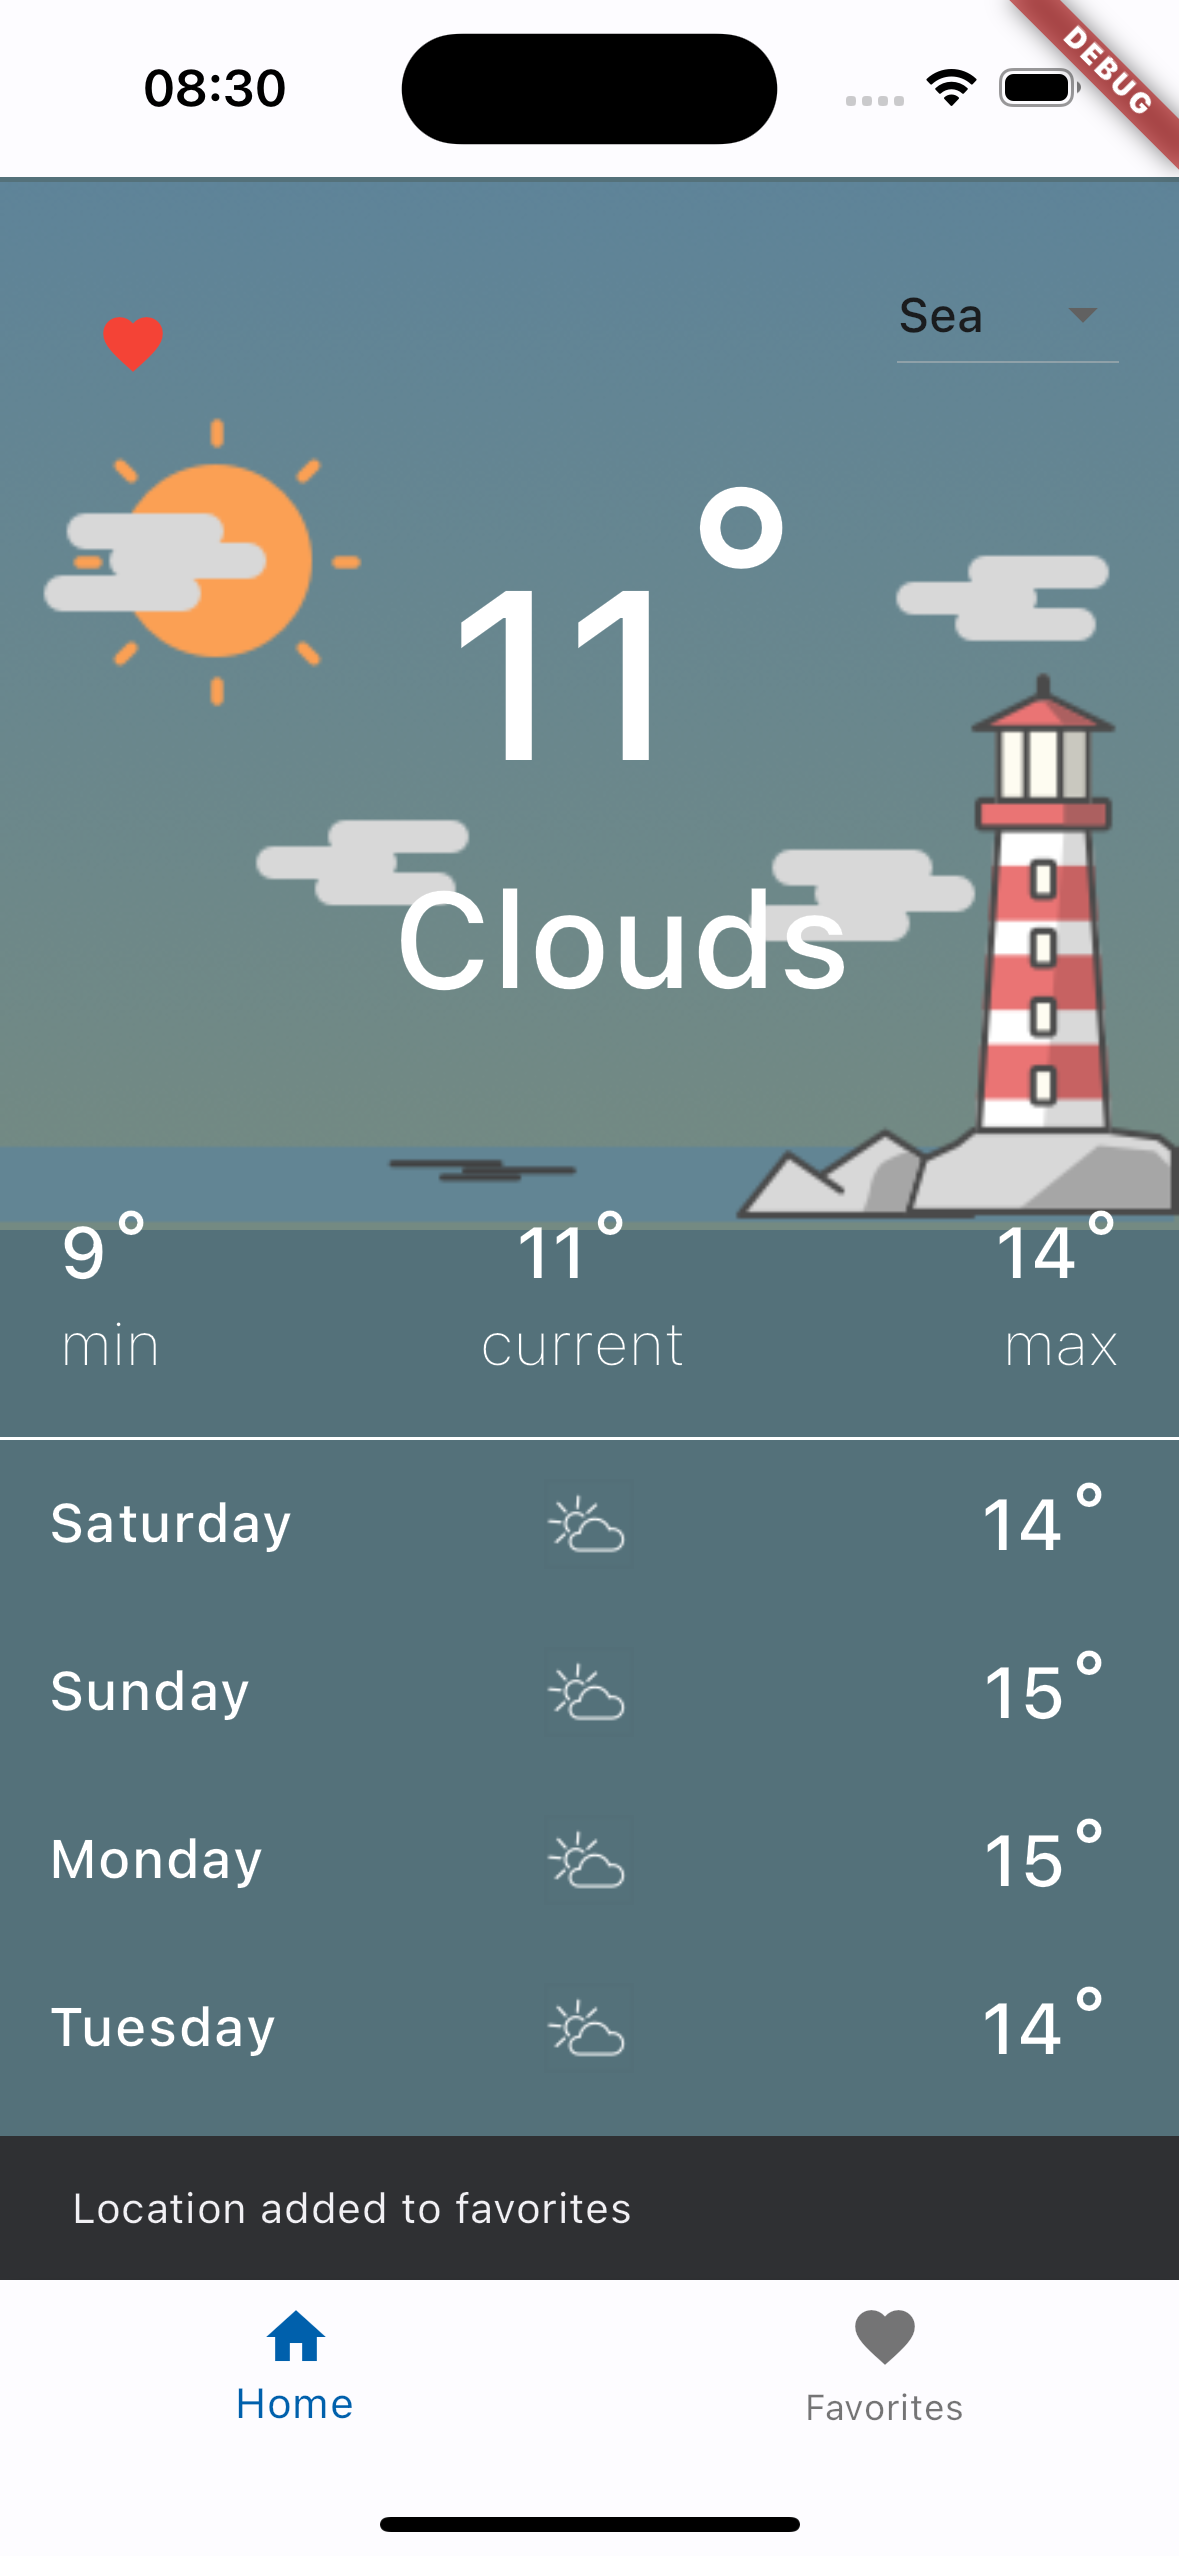 08:30
DEBUG
Sea
11°
Clouds
9° 11° 14°
min current max
Saturday 14°
Sunday 15°
Monday 15°
Tuesday 14°
Location added to favorites
Home Favorites